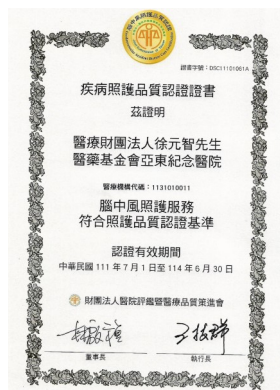 證書字號：DSC11101061A
疾病照護品質認證證書
茲證明
醫療財團法人徐元智先生
醫藥基金會亞東紀念醫院
醫療機構代碼：1131010011
腦中風照護服務
符合照護品質認證基準
認證有效期間
中華民國 111 年 7 月 1 日至 114 年 6 月 30 日
財團法人醫院評鑑暨醫療品質策進會
董事長
執行長